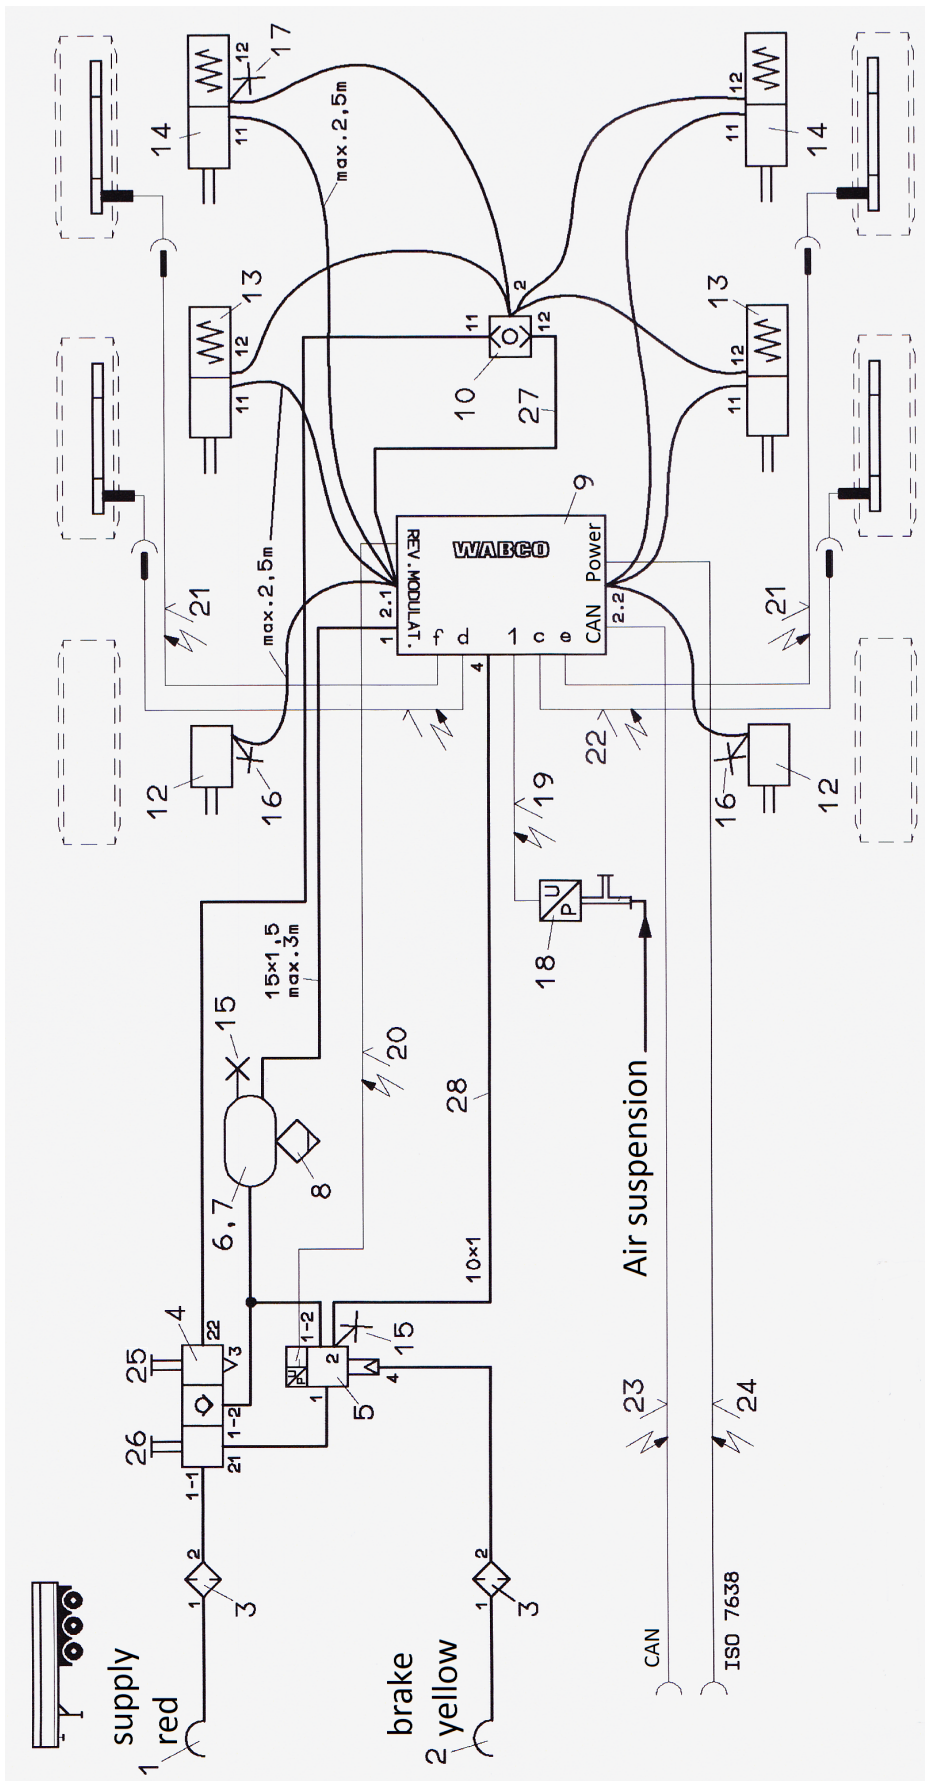 17
12
11
14
max.2,5m
12
11
14
13
12
11
2
11
12
10
27
13
12
11
9
WABCO
REV.MODULAT.
Power
CAN
2.1
1
f
d
4
1
c
e
2.2
21
max.2,5m
21
22
12
16
16
12
19
U
P
18
15x1,5
max.3m
15
20
28
8
6,7
Air suspension
10x1
4
22
25
3
1-2
26
21
1-1
U
P
1-2
2
15
1
4
5
23
24
2
1
3
2
1
3
CAN
ISO 7638
supply
red
1
brake
yellow
2